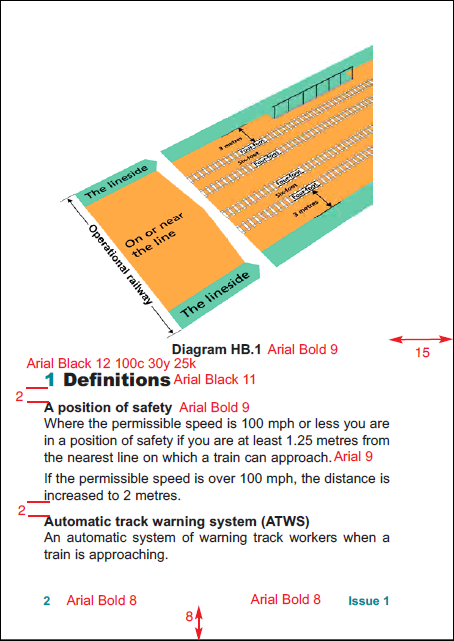 3 metres
Four-foot
Six-foot
Four-foot
Four-foot
Six-foot
Four-foot
3 metres
The lineside
On or near
the line
Operational railway
The lineside
Diagram HB.1 Arial Bold 9
15
Arial Black 12 100c 30y 25k
1 Definitions Arial Black 11
2
A position of safety Arial Bold 9
Where the permissible speed is 100 mph or less you are
in a position of safety if you are at least 1.25 metres from
the nearest line on which a train can approach. Arial 9
If the permissible speed is over 100 mph, the distance is
increased to 2 metres.
2
Automatic track warning system (ATWS)
An automatic system of warning track workers when a
train is approaching.
2 Arial Bold 8 Arial Bold 8 Issue 1
8